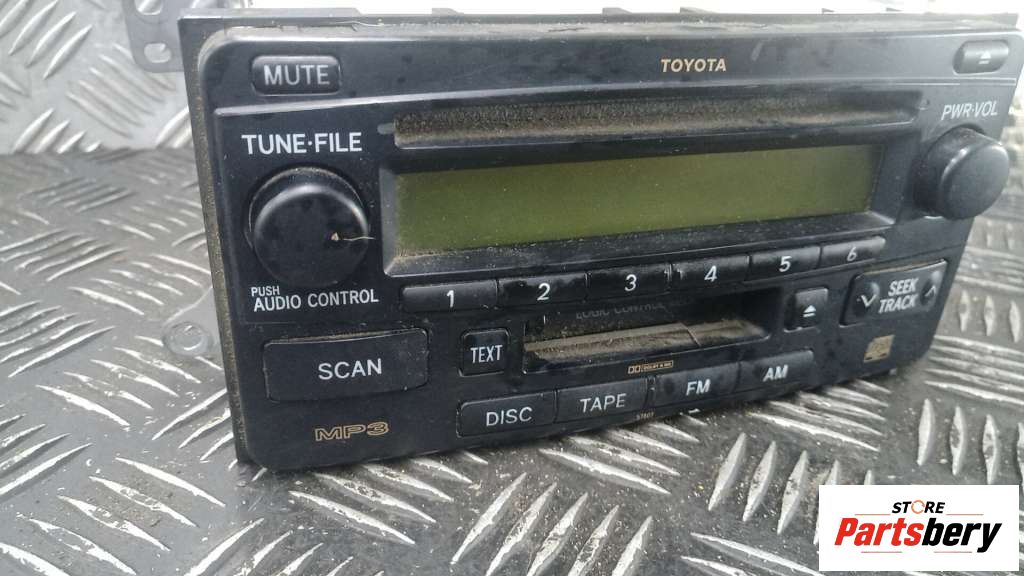 MUTE
TOYOTA
PWR·VOL
TUNE·FILE
PUSH
AUDIO CONTROL
1 2 3 4 5 6
SEEK
TRACK
LOGIC CONTROL
TEXT
SCAN
DISC TAPE FM AM
MP3
STORE
Partsbery